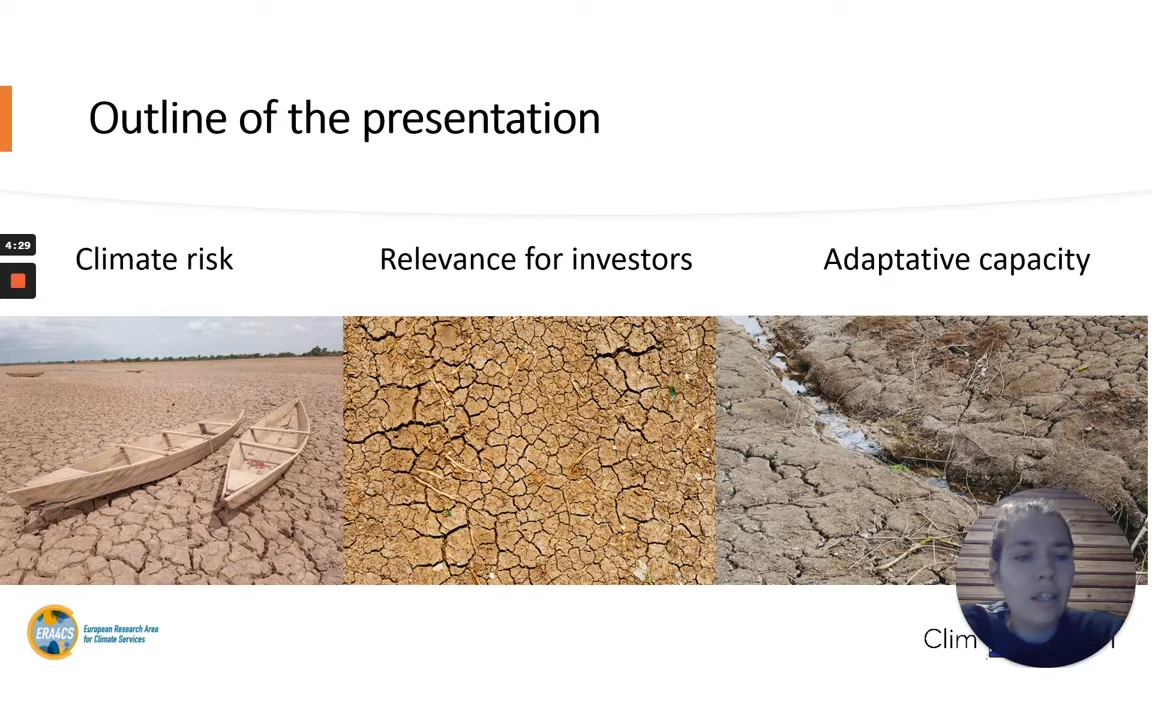 Outline of the presentation
4:29
Climate risk
Relevance for investors
Adaptative capacity
ERA4CS
European Research Area
for Climate Services
Clim